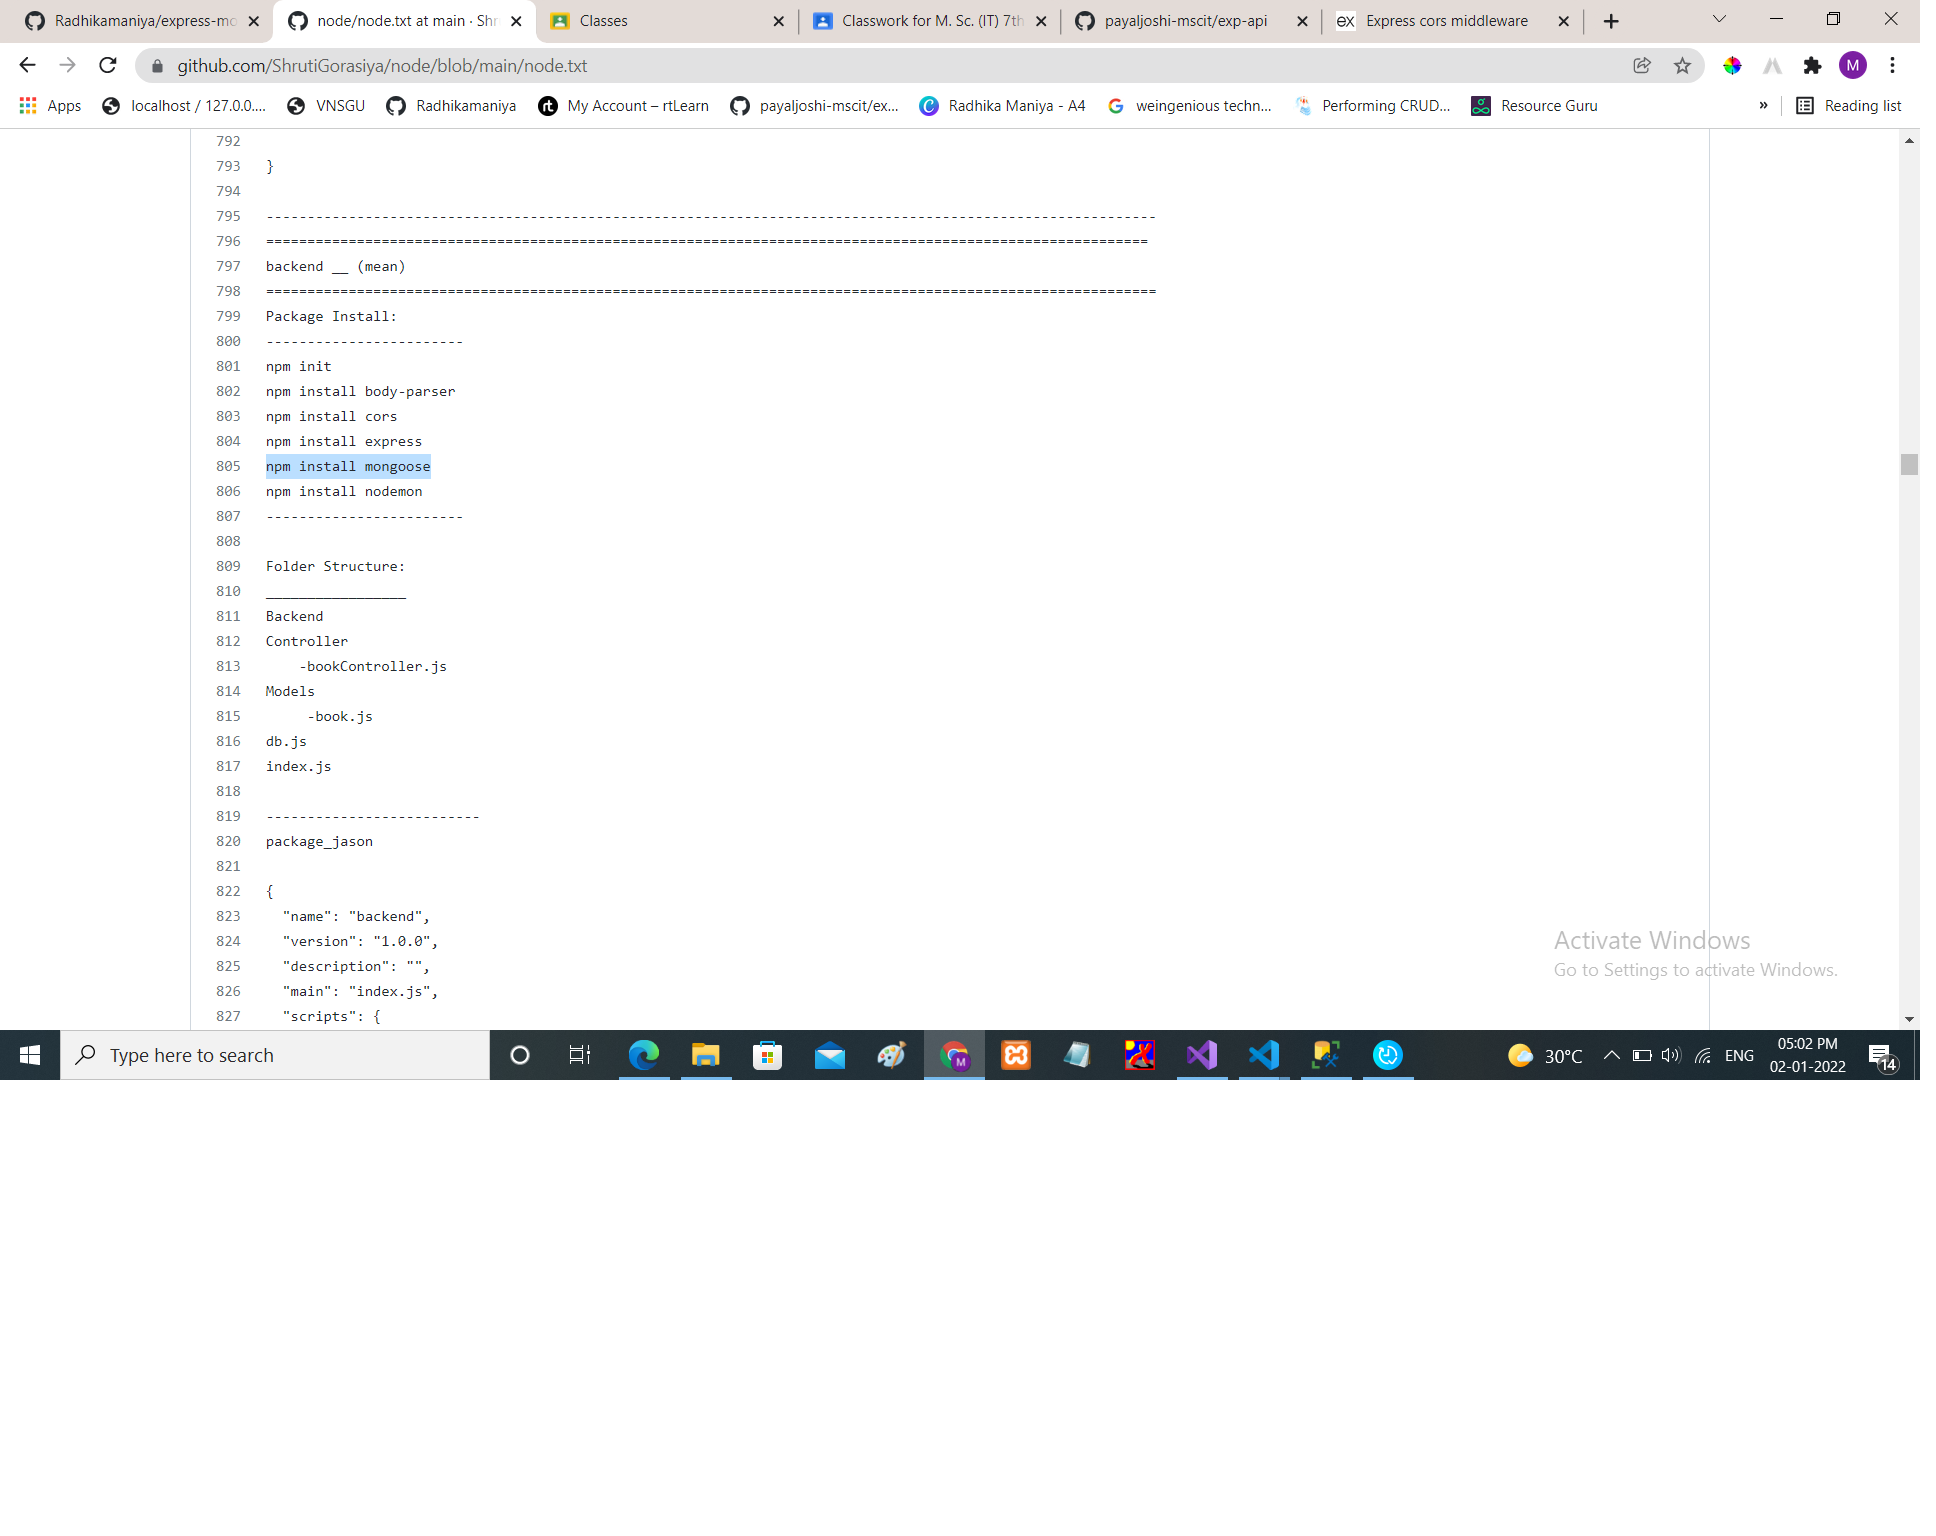 Radhikamaniya/express-mo
node/node.txt at main · Shr
Classes
Classwork for M. Sc. (IT) 7th
payaljoshi-mscit/exp-api
ex Express cors middleware
github.com/ShrutiGorasiya/node/blob/main/node.txt
M
Apps
localhost / 127.0.0....
VNSGU
Radhikamaniya
rt My Account – rtLearn
payaljoshi-mscit/ex...
Radhika Maniya - A4
weingenious techn...
Performing CRUD...
Resource Guru
»
Reading list
792
793 }
794
795 ------------------------------------------------------------------------------------------------------------
796 ===========================================================================================================
797 backend __ (mean)
798 ============================================================================================================
799 Package Install:
800 ------------------------
801 npm init
802 npm install body-parser
803 npm install cors
804 npm install express
805 npm install mongoose
806 npm install nodemon
807 ------------------------
808
809 Folder Structure:
810 _________________
811 Backend
812 Controller
813 -bookController.js
814 Models
815 -book.js
816 db.js
817 index.js
818
819 --------------------------
820 package_jason
821
822 {
823 "name": "backend",
824 "version": "1.0.0",
825 "description": "",
826 "main": "index.js",
827 "scripts": {
Activate Windows
Go to Settings to activate Windows.
Type here to search
M
30°C
ENG
05:02 PM
02-01-2022
14